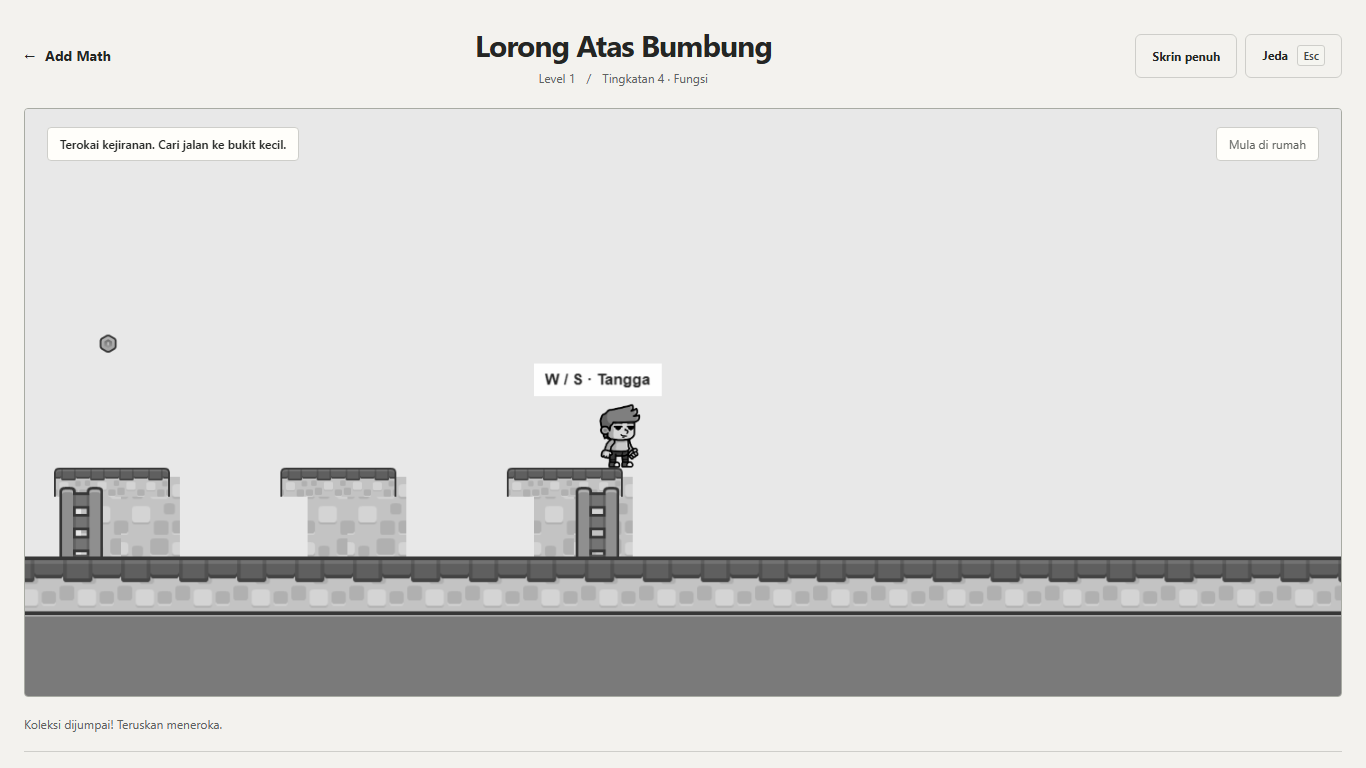 ← Add Math
Lorong Atas Bumbung
Level 1 / Tingkatan 4 · Fungsi
Skrin penuh
Jeda Esc
Terokai kejiranan. Cari jalan ke bukit kecil.
Mula di rumah
W / S · Tangga
Koleksi dijumpai! Teruskan meneroka.